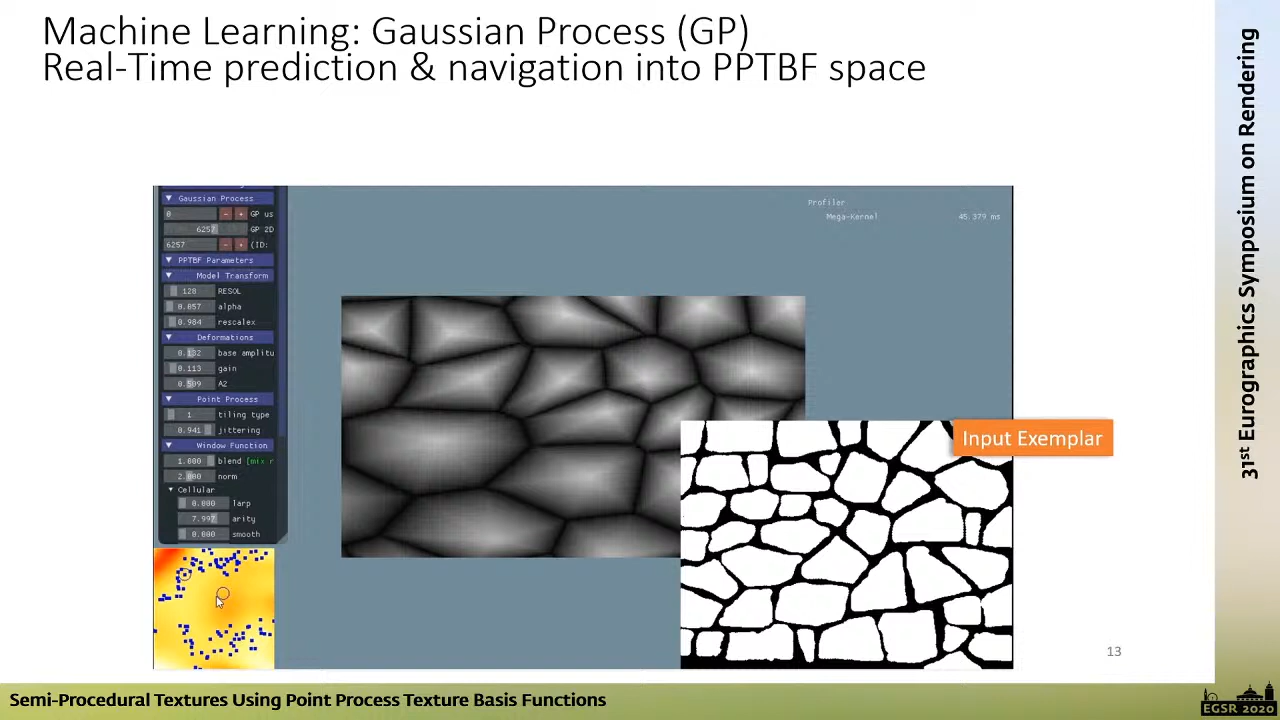 Machine Learning: Gaussian Process (GP)
Real-Time prediction & navigation into PPTBF space
31st Eurographics Symposium on Rendering
Gaussian Process
0 - + GP us
6257 GP 2D
6257 - + (ID:
PPTBF Parameters
Model Transform
128 RESOL
0.057 alpha
0.984 rescalex
Deformations
0.132 base amplitu
0.113 gain
0.509 A2
Point Process
1 tiling type
0.941 jittering
Window Function
1.000 blend [mix r
2.000 norm
Cellular
0.000 larp
7.997 arity
0.000 smooth
Profiler
Mega-Kernel 45.379 ms
Input Exemplar
13
Semi-Procedural Textures Using Point Process Texture Basis Functions
EGSR 2020